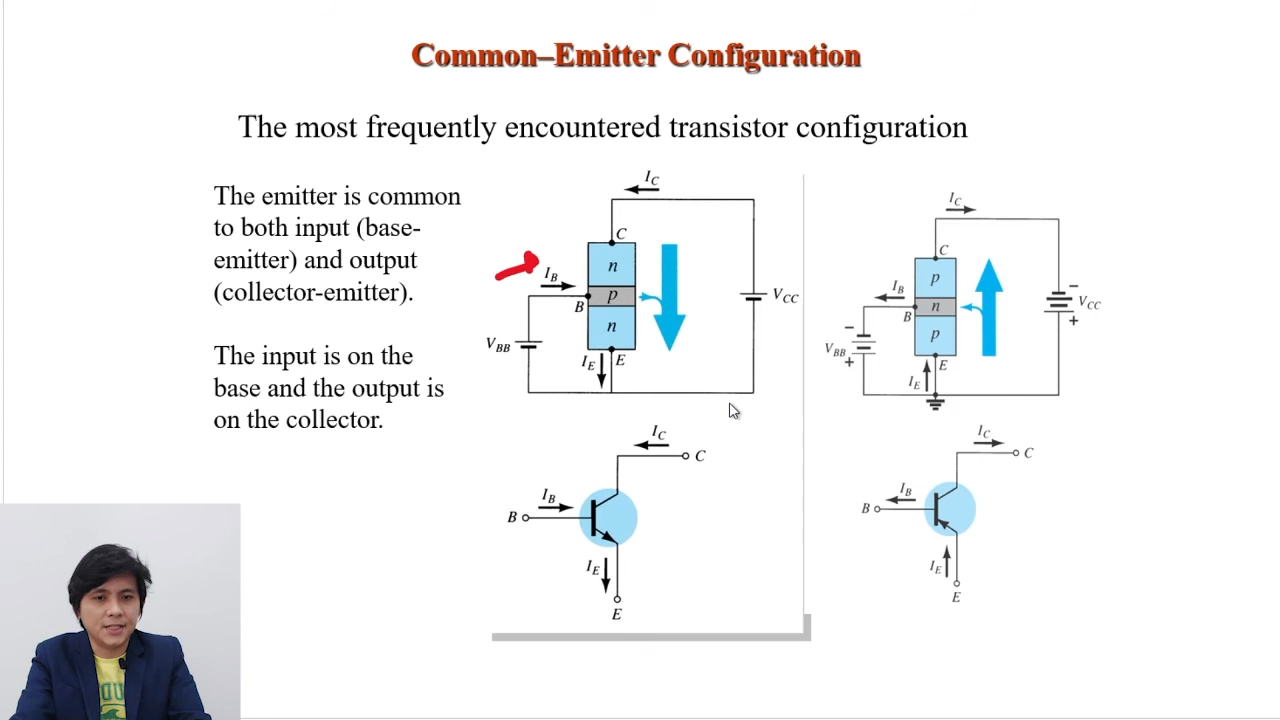 Common–Emitter Configuration
The most frequently encountered transistor configuration
The emitter is common
to both input (base-
emitter) and output
(collector-emitter).
The input is on the
base and the output is
on the collector.
I_C
C
n
I_B
p
B
n
V_CC
V_BB
I_E
E
I_C
C
I_B
B
I_E
E
I_C
C
p
I_B
n
B
p
−
V_CC
+
−
V_BB
+
E
I_E
I_C
C
I_B
B
I_E
E
DU